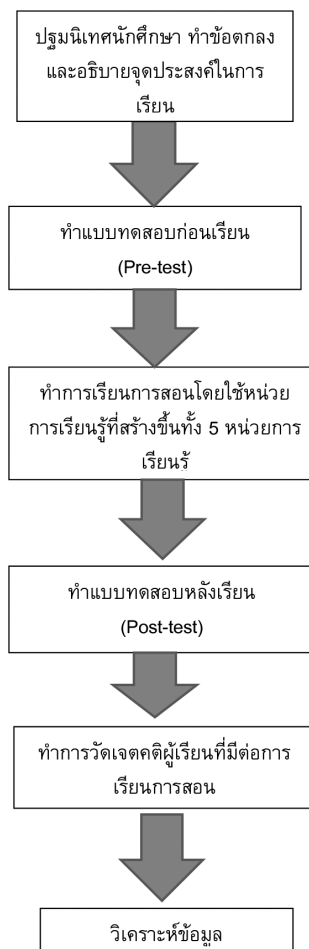 ปฐมนิเทศนักศึกษา ทำข้อตกลง
และอธิบายจุดประสงค์ในการ
เรียน
ทำแบบทดสอบก่อนเรียน
(Pre-test)
ทำการเรียนการสอนโดยใช้หน่วย
การเรียนรู้ที่สร้างขึ้นทั้ง 5 หน่วยการ
เรียนรู้
ทำแบบทดสอบหลังเรียน
(Post-test)
ทำการวัดเจตคติผู้เรียนที่มีต่อการ
เรียนการสอน
วิเคราะห์ข้อมูล